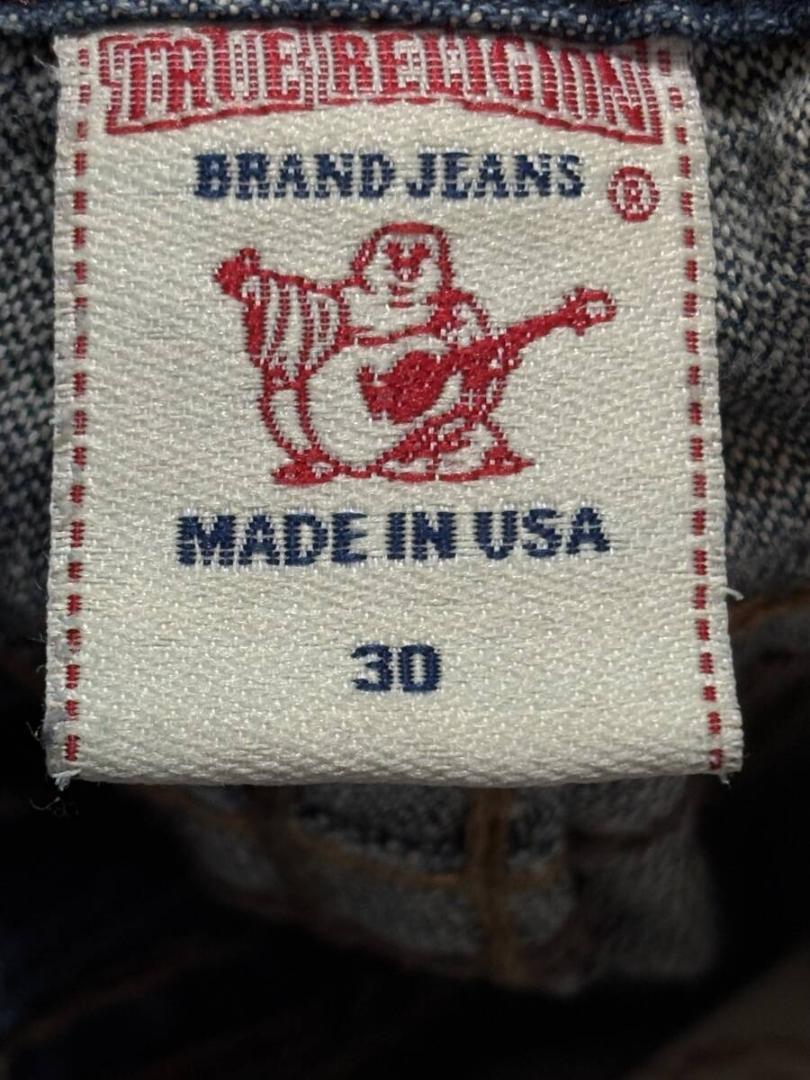 TRUE RELIGION
BRAND JEANS ®
MADE IN USA
30